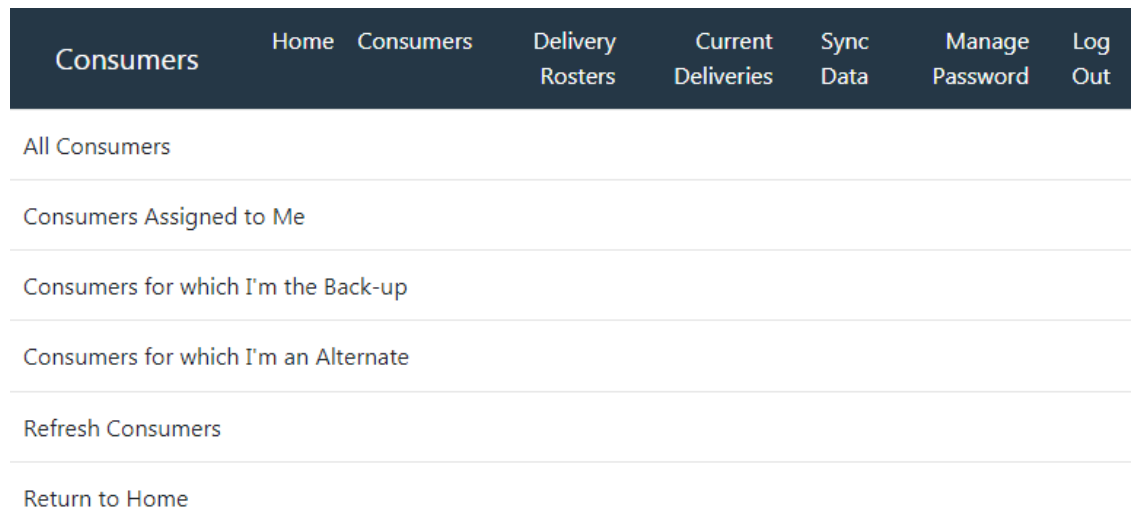 Consumers
Home Consumers Delivery Rosters Current Deliveries Sync Data Manage Password Log Out
All Consumers
Consumers Assigned to Me
Consumers for which I'm the Back-up
Consumers for which I'm an Alternate
Refresh Consumers
Return to Home